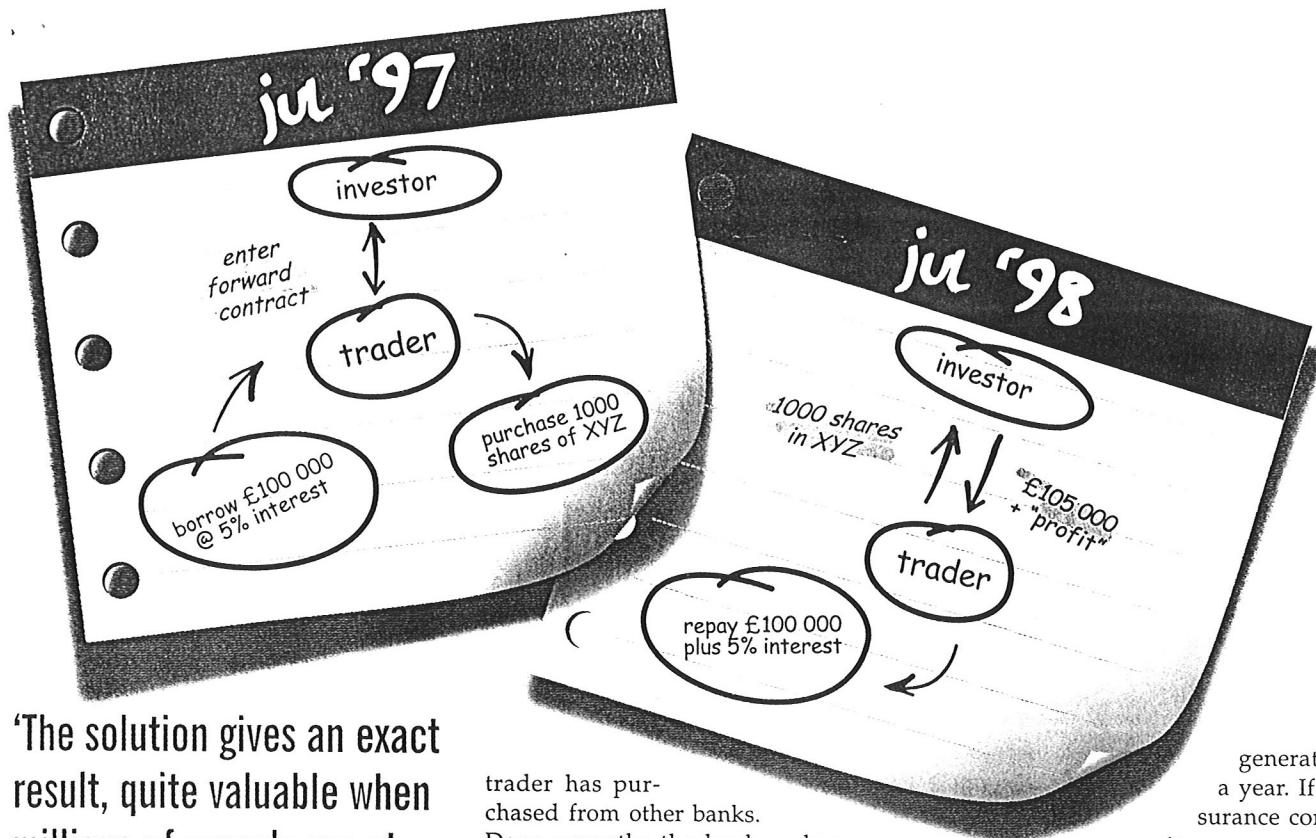 jul '97
investor
enter
forward
contract
trader
borrow £100 000
@ 5% interest
purchase 1000
shares of XYZ
jul '98
investor
1000 shares
in XYZ
£105 000
+ "profit"
trader
repay £100 000
plus 5% interest
'The solution gives an exact
result, quite valuable when
trader has pur-
chased from other banks.
generat
a year. If
surance co